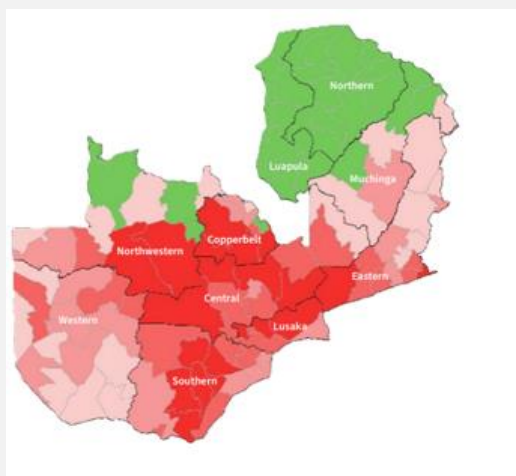 Northern
Luapula
Muchinga
Copperbelt
Northwestern
Eastern
Central
Western
Lusaka
Southern